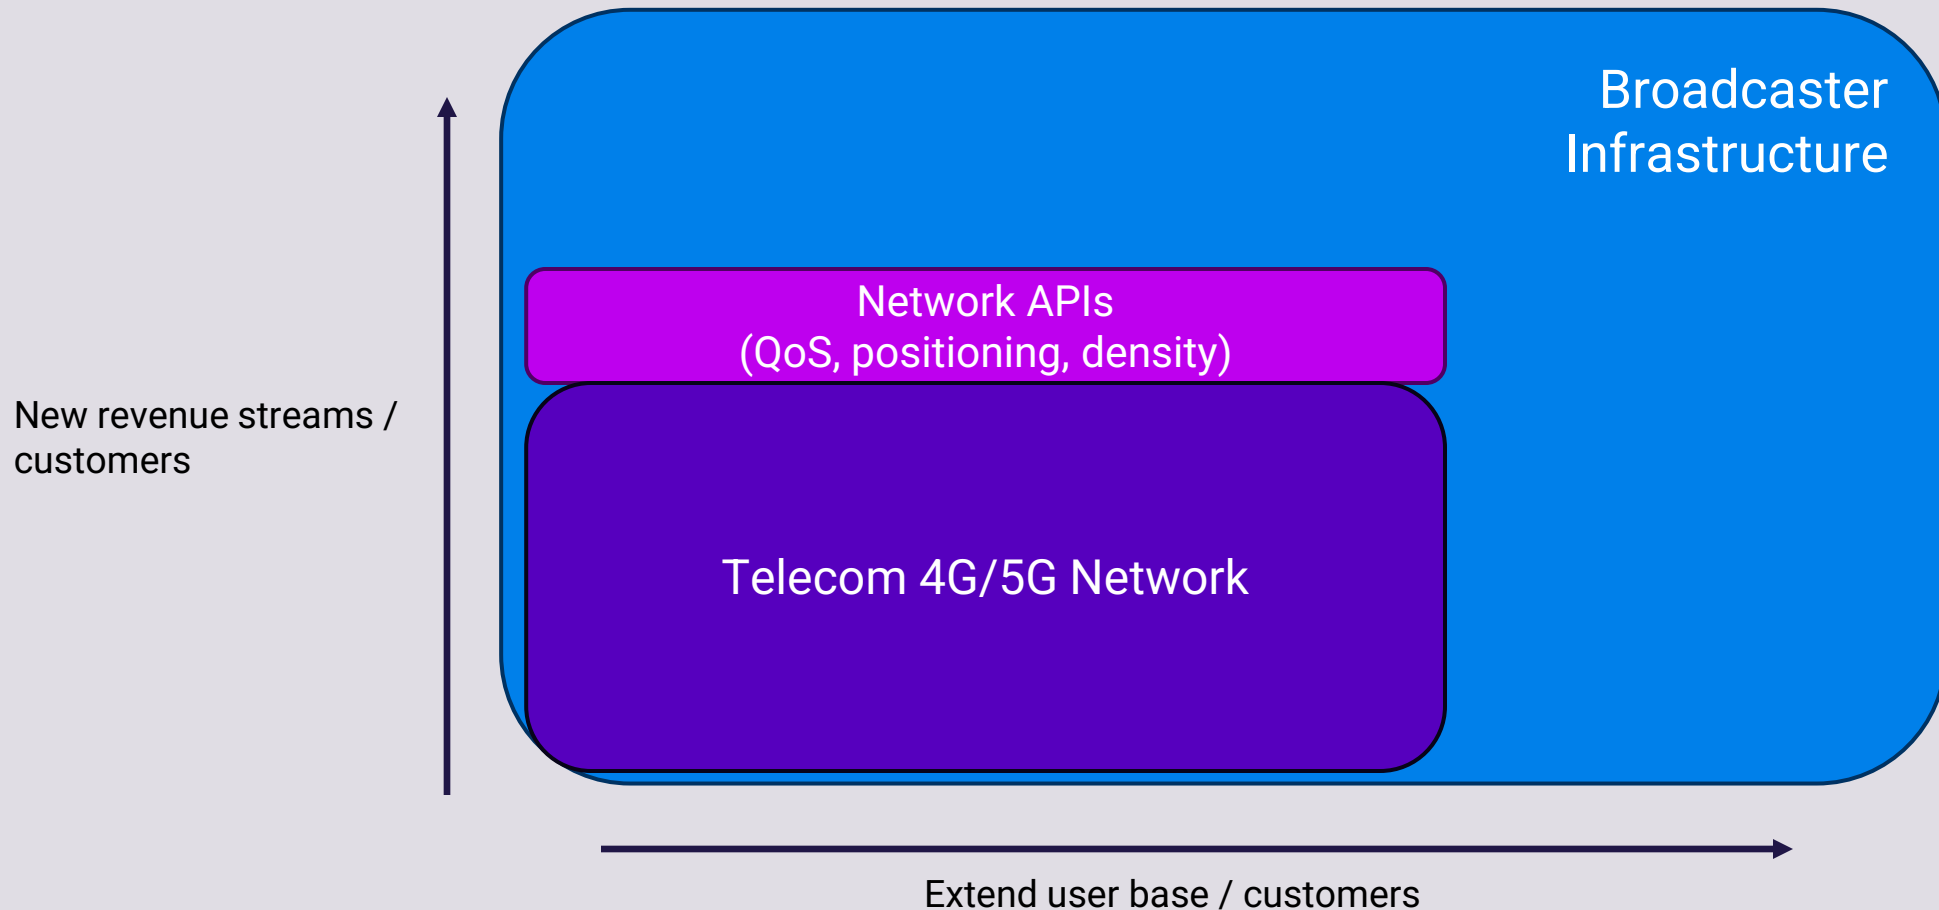 Broadcaster
Infrastructure
Network APIs
(QoS, positioning, density)
New revenue streams /
customers
Telecom 4G/5G Network
Extend user base / customers